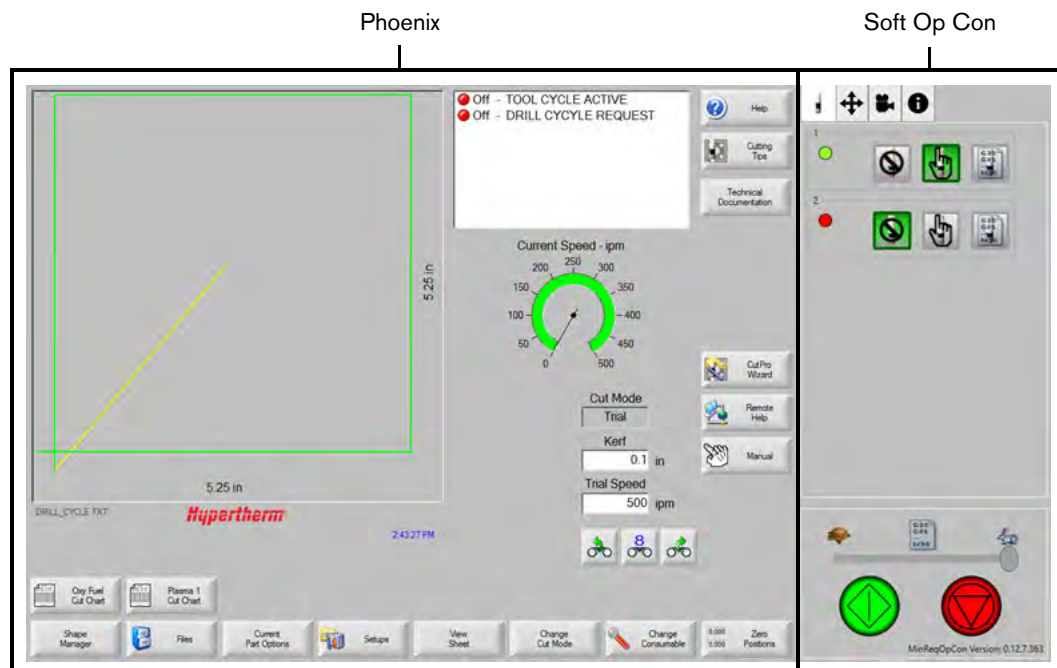 Phoenix
Soft Op Con
Off - TOOL CYCLE ACTIVE
Off - DRILL CYCYLE REQUEST
Help
Cutting
Tips
Technical
Documentation
1
2
Current Speed - ipm
0
50
100
150
200
250
300
350
400
450
500
5.25 in
5.25 in
Cut Mode
Trial
Kerf
0.1 in
Trial Speed
500 ipm
8
CutPro
Wizard
Remote
Help
Manual
DRILL_CYCLE.TXT
Hypertherm
2:43:27 PM
Oxy Fuel
Cut Chart
Plasma 1
Cut Chart
Shape
Manager
Files
Current
Part Options
Setups
View
Sheet
Change
Cut Mode
Change
Consumable
0.000
0.000
Zero
Positions
MinReqOpCon Version: 0.12.7.363